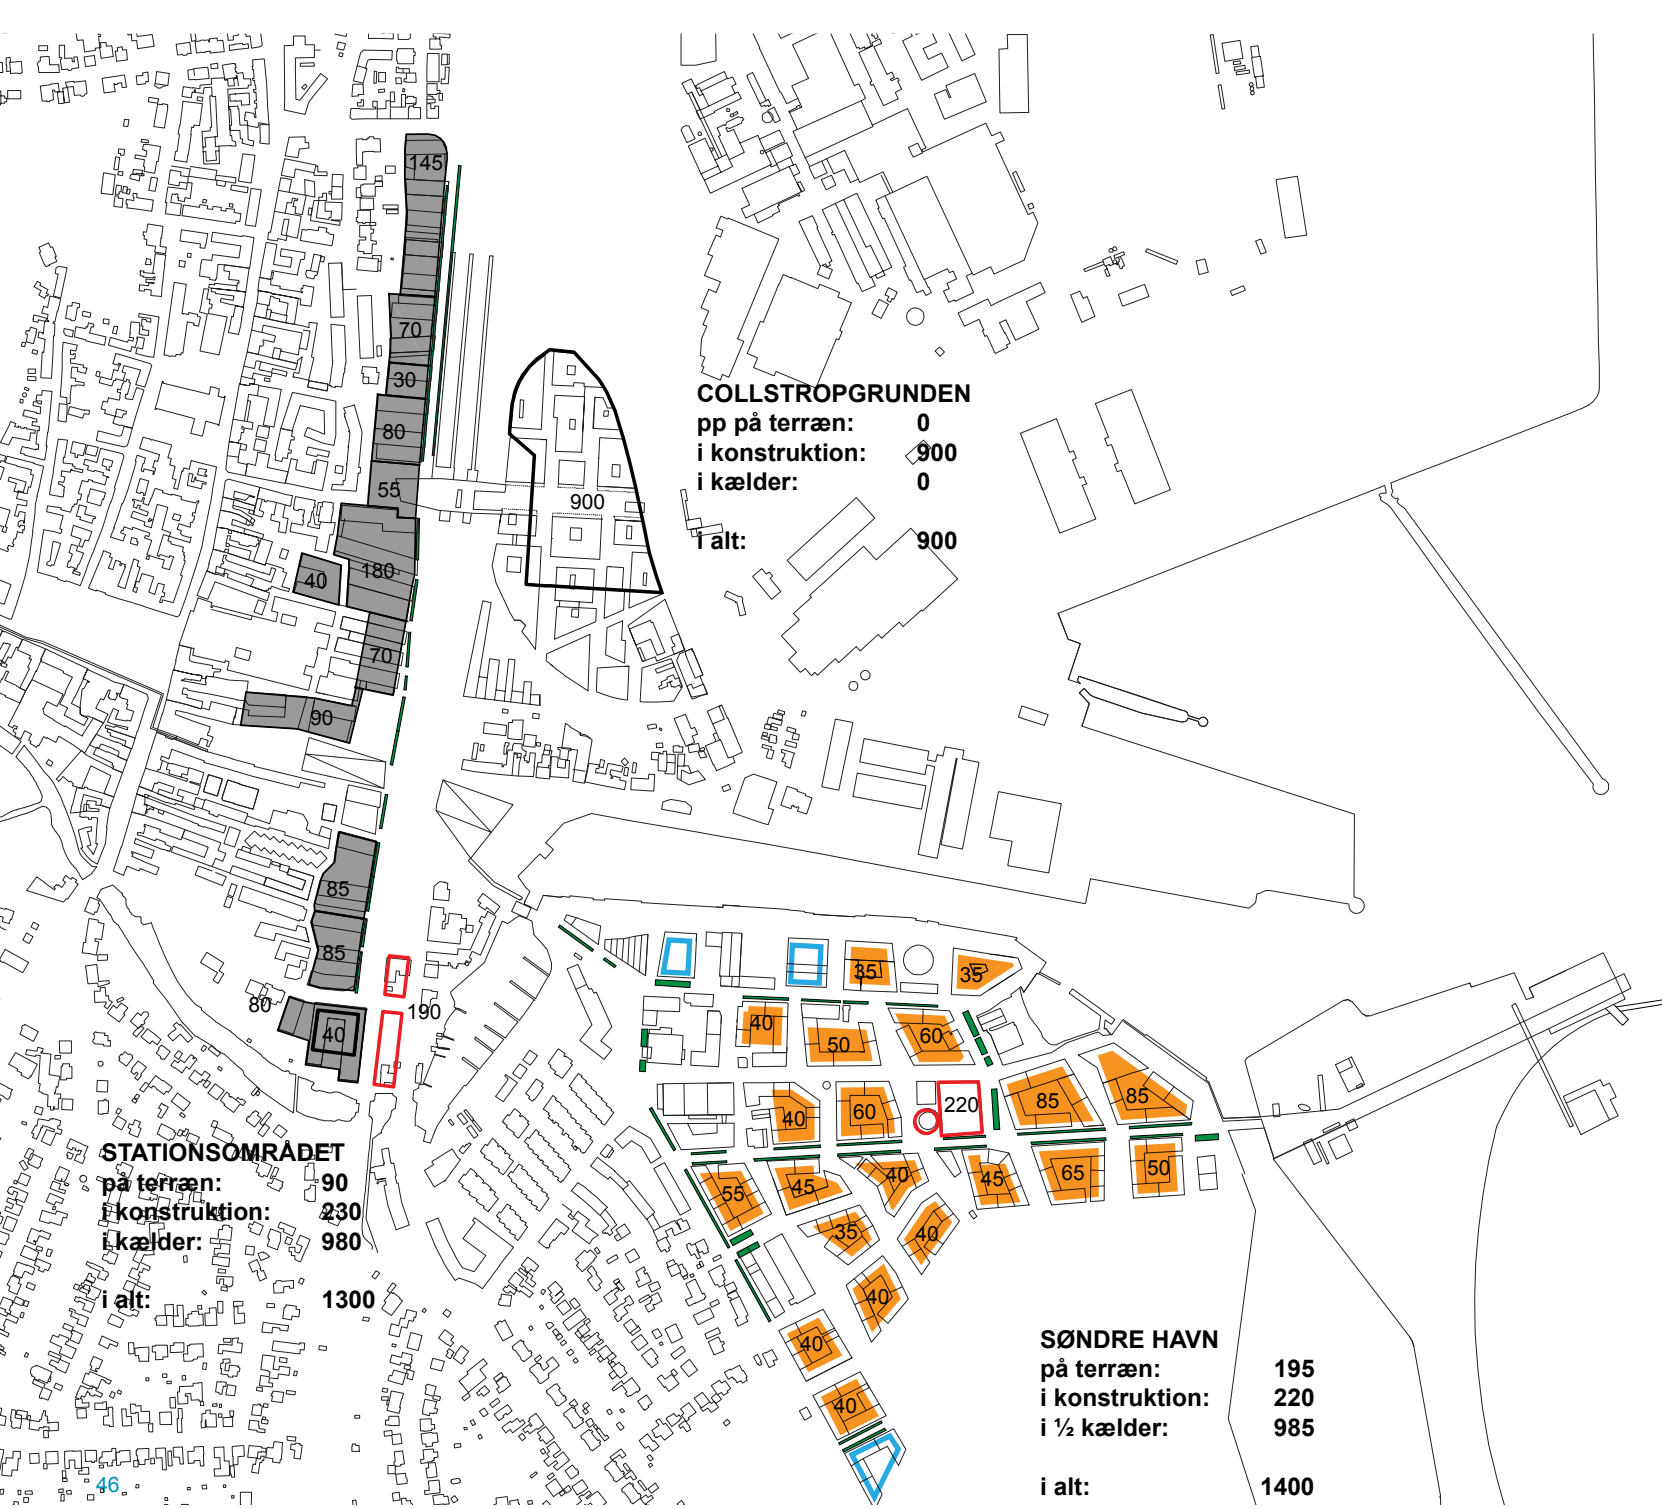 145
70
30
80
55
180
40
70
90
85
85
80
40
190
900
COLLSTROPGRUNDEN
pp på terræn: 0
i konstruktion: 900
i kælder: 0
i alt: 900
STATIONSOMRÅDET
på terræn: 90
i konstruktion: 230
i kælder: 980
i alt: 1300
35
35
40
50
60
40
60
220
85
85
55
45
40
45
65
50
35
40
40
40
40
SØNDRE HAVN
på terræn: 195
i konstruktion: 220
i ½ kælder: 985
i alt: 1400
46